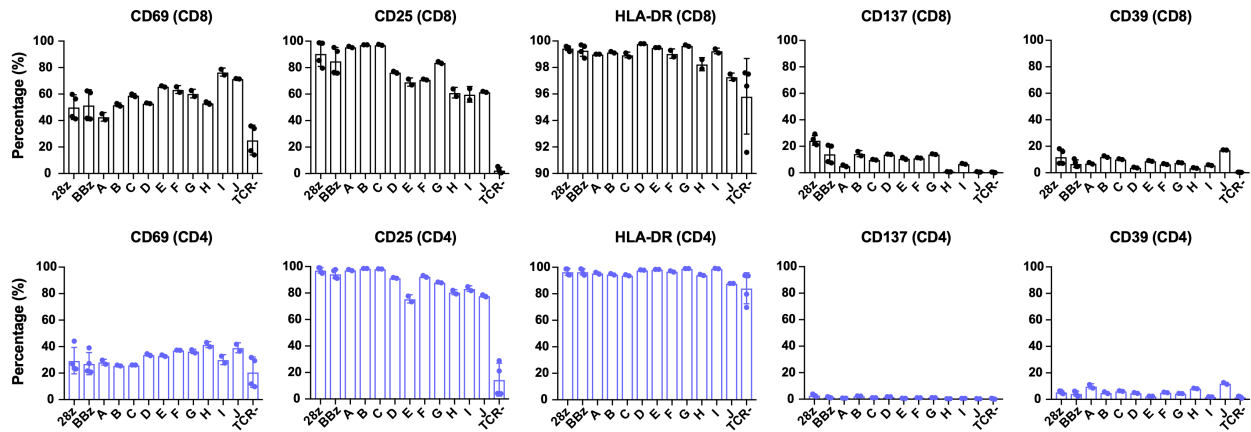 CD69 (CD8)
CD25 (CD8)
HLA-DR (CD8)
CD137 (CD8)
CD39 (CD8)
Percentage (%)
100
80
60
40
20
0
28z BBz A B C D E F G H I J TCR-
100
80
60
40
20
0
28z BBz A B C D E F G H I J TCR-
100
98
96
94
92
90
28z BBz A B C D E F G H I J TCR-
100
80
60
40
20
0
28z BBz A B C D E F G H I J TCR-
100
80
60
40
20
0
28z BBz A B C D E F G H I J TCR-
CD69 (CD4)
CD25 (CD4)
HLA-DR (CD4)
CD137 (CD4)
CD39 (CD4)
Percentage (%)
100
80
60
40
20
0
28z BBz A B C D E F G H I J TCR-
100
80
60
40
20
0
28z BBz A B C D E F G H I J TCR-
100
80
60
40
20
0
28z BBz A B C D E F G H I J TCR-
100
80
60
40
20
0
28z BBz A B C D E F G H I J TCR-
100
80
60
40
20
0
28z BBz A B C D E F G H I J TCR-